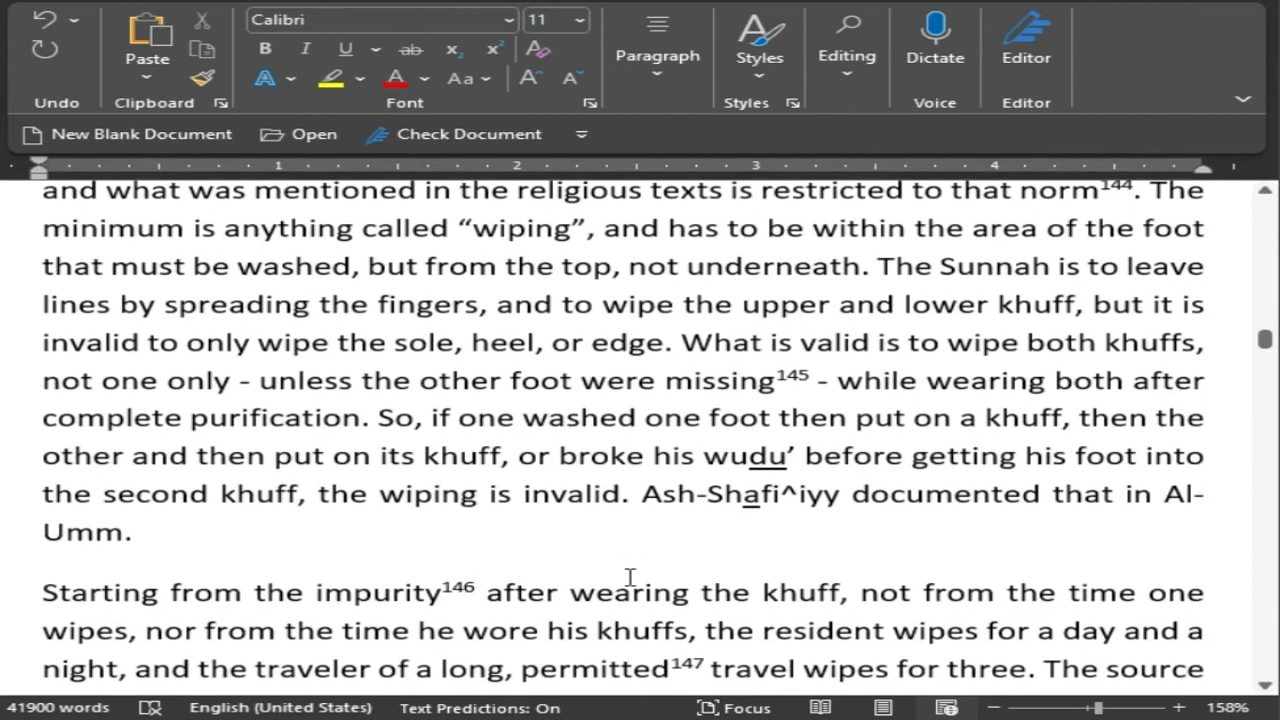 Calibri
11
Paste
B I U ab x₂ x²
A A Aa A A
Paragraph
Styles
Editing
Dictate
Editor
Undo
Clipboard
Font
Styles
Voice
Editor
New Blank Document
Open
Check Document
1 2 3 4
and what was mentioned in the religious texts is restricted to that norm¹⁴⁴. The
minimum is anything called “wiping”, and has to be within the area of the foot
that must be washed, but from the top, not underneath. The Sunnah is to leave
lines by spreading the fingers, and to wipe the upper and lower khuff, but it is
invalid to only wipe the sole, heel, or edge. What is valid is to wipe both khuffs,
not one only - unless the other foot were missing¹⁴⁵ - while wearing both after
complete purification. So, if one washed one foot then put on a khuff, then the
other and then put on its khuff, or broke his wudu’ before getting his foot into
the second khuff, the wiping is invalid. Ash-Shafi^iyy documented that in Al-
Umm.
Starting from the impurity¹⁴⁶ after wearing the khuff, not from the time one
wipes, nor from the time he wore his khuffs, the resident wipes for a day and a
night, and the traveler of a long, permitted¹⁴⁷ travel wipes for three. The source
41900 words
English (United States)
Text Predictions: On
Focus
158%